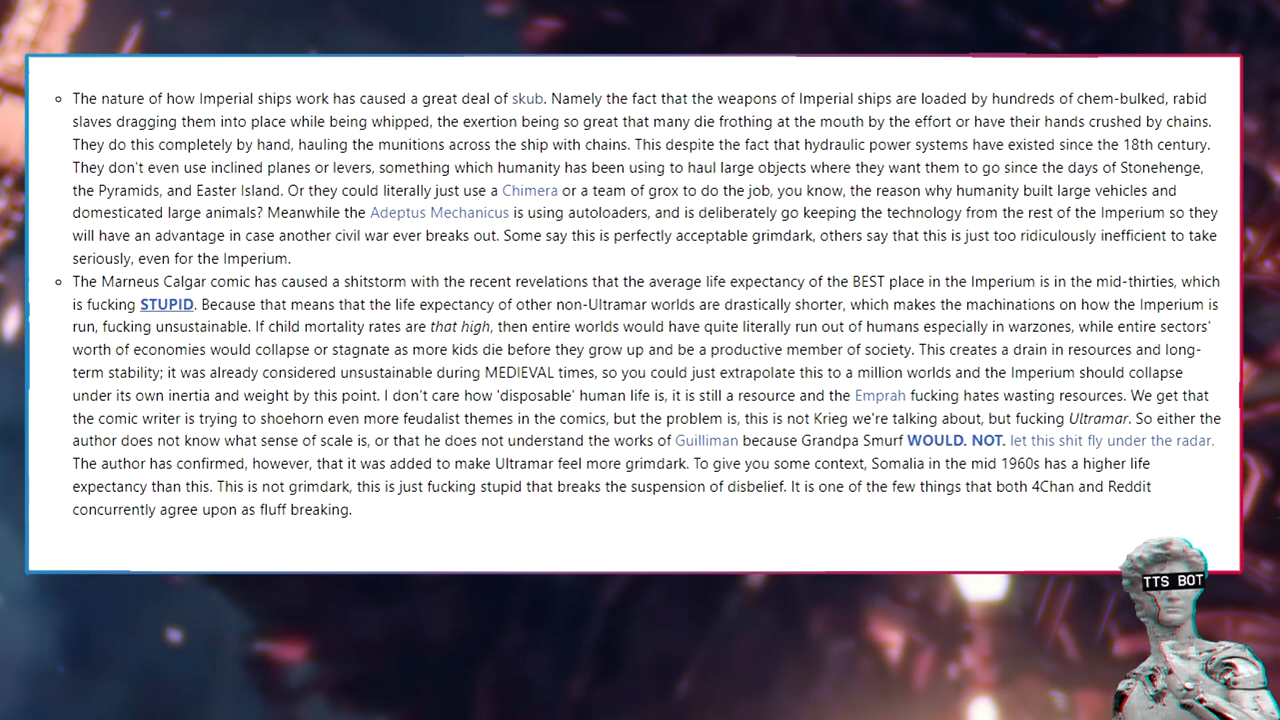 The nature of how Imperial ships work has caused a great deal of skub. Namely the fact that the weapons of Imperial ships are loaded by hundreds of chem-bulked, rabid
slaves dragging them into place while being whipped, the exertion being so great that many die frothing at the mouth by the effort or have their hands crushed by chains.
They do this completely by hand, hauling the munitions across the ship with chains. This despite the fact that hydraulic power systems have existed since the 18th century.
They don't even use inclined planes or levers, something which humanity has been using to haul large objects where they want them to go since the days of Stonehenge,
the Pyramids, and Easter Island. Or they could literally just use a Chimera or a team of grox to do the job, you know, the reason why humanity built large vehicles and
domesticated large animals? Meanwhile the Adeptus Mechanicus is using autoloaders, and is deliberately go keeping the technology from the rest of the Imperium so they
will have an advantage in case another civil war ever breaks out. Some say this is perfectly acceptable grimdark, others say that this is just too ridiculously inefficient to take
seriously, even for the Imperium.
The Marneus Calgar comic has caused a shitstorm with the recent revelations that the average life expectancy of the BEST place in the Imperium is in the mid-thirties, which
is fucking STUPID. Because that means that the life expectancy of other non-Ultramar worlds are drastically shorter, which makes the machinations on how the Imperium is
run, fucking unsustainable. If child mortality rates are that high, then entire worlds would have quite literally run out of humans especially in warzones, while entire sectors'
worth of economies would collapse or stagnate as more kids die before they grow up and be a productive member of society. This creates a drain in resources and long-
term stability; it was already considered unsustainable during MEDIEVAL times, so you could just extrapolate this to a million worlds and the Imperium should collapse
under its own inertia and weight by this point. I don't care how 'disposable' human life is, it is still a resource and the Emprah fucking hates wasting resources. We get that
the comic writer is trying to shoehorn even more feudalist themes in the comics, but the problem is, this is not Krieg we're talking about, but fucking Ultramar. So either the
author does not know what sense of scale is, or that he does not understand the works of Guilliman because Grandpa Smurf WOULD. NOT. let this shit fly under the radar.
The author has confirmed, however, that it was added to make Ultramar feel more grimdark. To give you some context, Somalia in the mid 1960s has a higher life
expectancy than this. This is not grimdark, this is just fucking stupid that breaks the suspension of disbelief. It is one of the few things that both 4Chan and Reddit
concurrently agree upon as fluff breaking.
TTS BOT